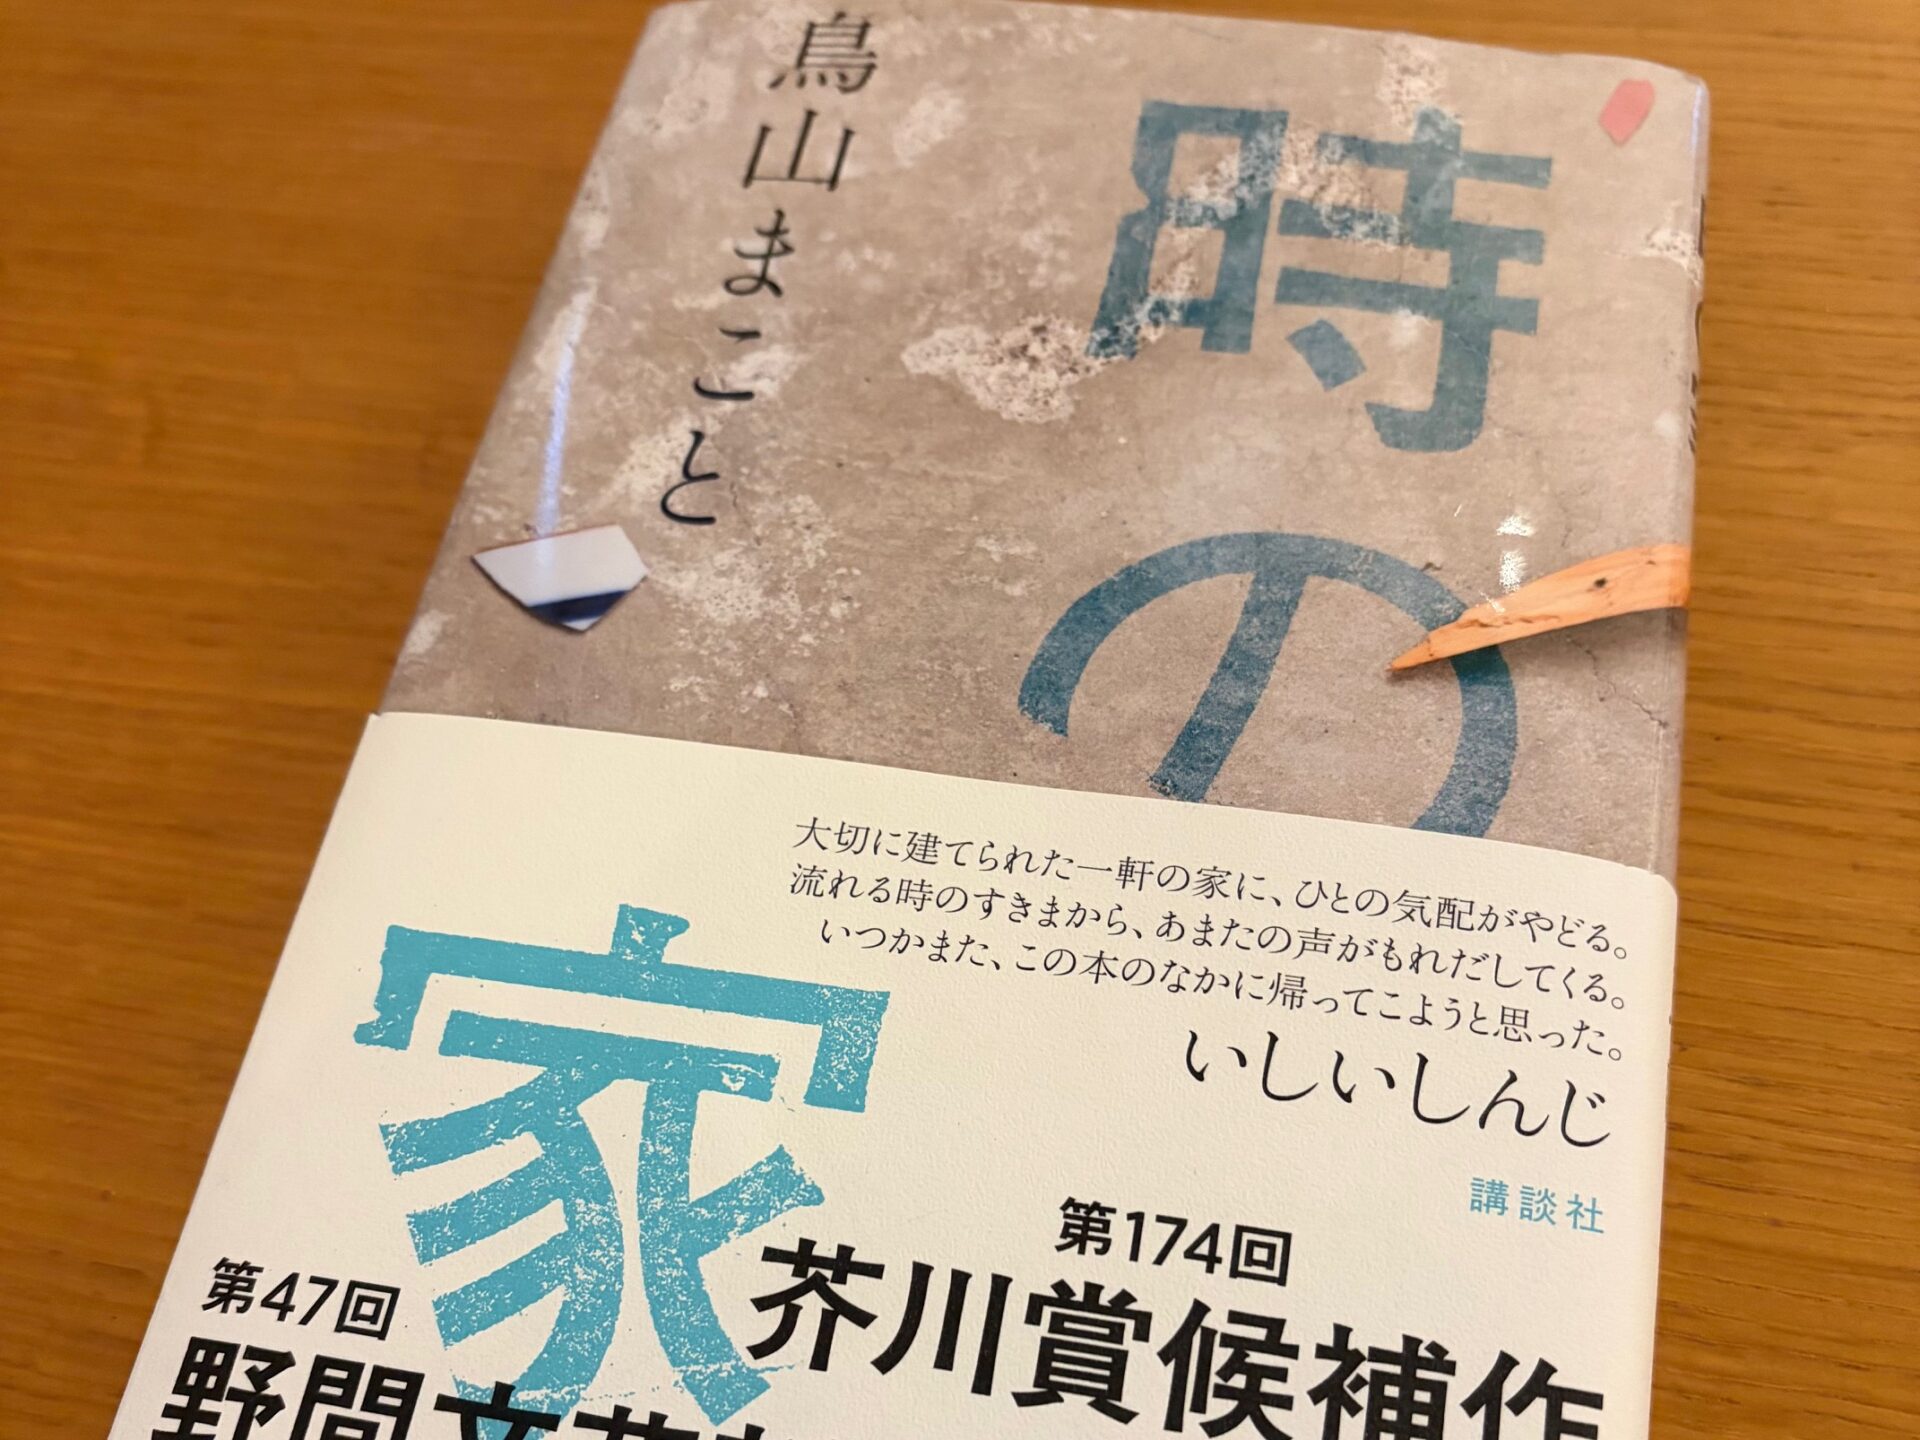 鳥山まこと
時の
大切に建てられた一軒の家に、ひとの気配がやどる。
流れる時のすきまから、あまたの声がもれだしてくる。
いつかまた、この本のなかに帰ってこようと思った。
いしいしんじ
講談社
家
第174回
芥川賞候補作
第47回
野間文芸